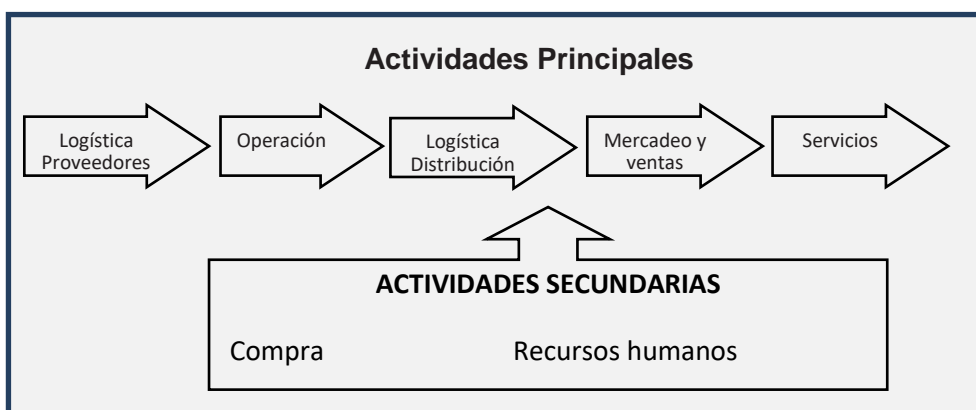 Actividades Principales
Logística
Proveedores
Operación
Logística
Distribución
Mercadeo y
ventas
Servicios
ACTIVIDADES SECUNDARIAS
Compra Recursos humanos